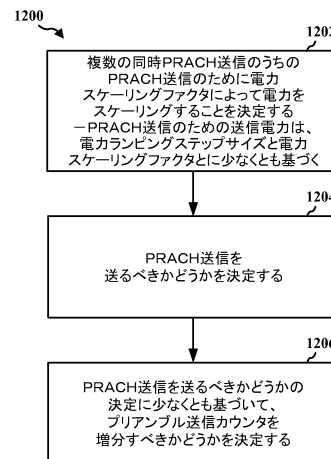 1200
1202
複数の同時PRACH送信のうちの
PRACH送信のために電力
スケーリングファクタによって電力を
スケーリングすることを決定する
－PRACH送信のための送信電力は、
電力ランピングステップサイズと電力
スケーリングファクタとに少なくとも基づく
1204
PRACH送信を
送るべきかどうかを決定する
1206
PRACH送信を送るべきかどうかの
決定に少なくとも基づいて、
プリアンブル送信カウンタを
増分すべきかどうかを決定する